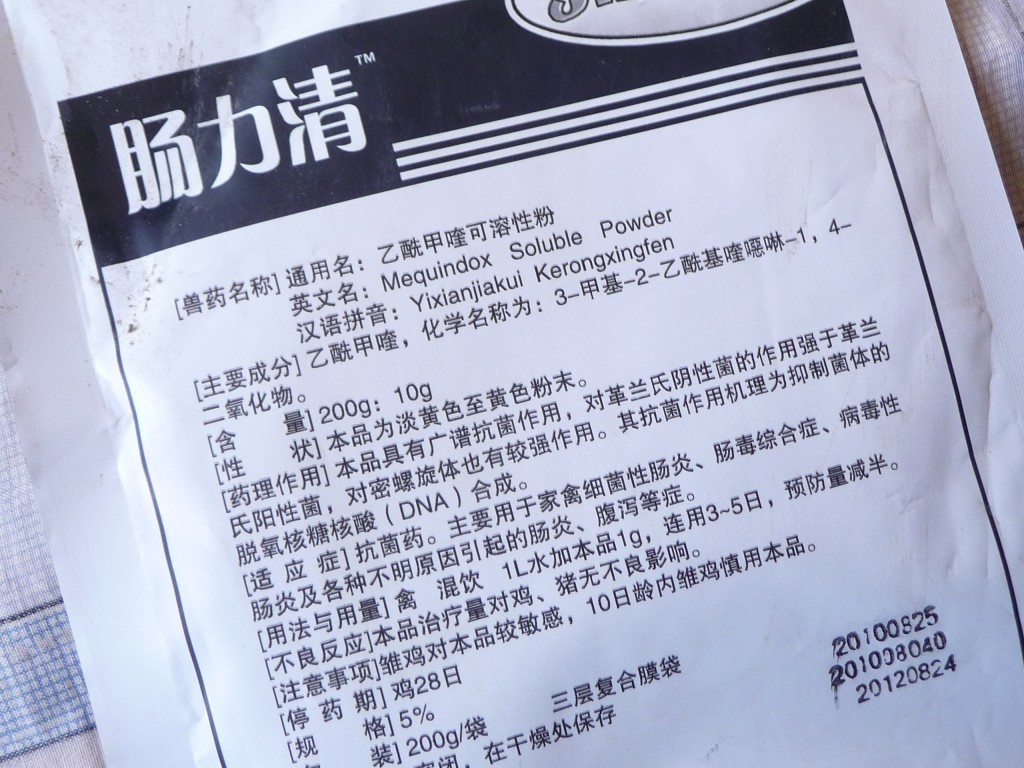 肠力清™
[兽药名称] 通用名：乙酰甲喹可溶性粉
英文名：Mequindox Soluble Powder
汉语拼音：Yixianjiakui Kerongxingfen
[主要成分] 乙酰甲喹，化学名称为：3-甲基-2-乙酰基喹噁啉-1，4-
二氧化物。
[含 量] 200g：10g
[性 状] 本品为淡黄色至黄色粉末。
[药理作用] 本品具有广谱抗菌作用，对革兰氏阴性菌的作用强于革兰
氏阳性菌，对密螺旋体也有较强作用。其抗菌作用机理为抑制菌体的
脱氧核糖核酸（DNA）合成。
[适 应 症] 抗菌药。主要用于家禽细菌性肠炎、肠毒综合症、病毒性
肠炎及各种不明原因引起的肠炎、腹泻等症。
[用法与用量] 禽 混饮 1L水加本品1g，连用3~5日，预防量减半。
[不良反应]本品治疗量对鸡、猪无不良影响。
[注意事项]雏鸡对本品较敏感，10日龄内雏鸡慎用本品。
[停 药 期] 鸡28日
[规 格] 5%
装] 200g/袋 三层复合膜袋
闭，在干燥处保存
20100825
201008040
20120824